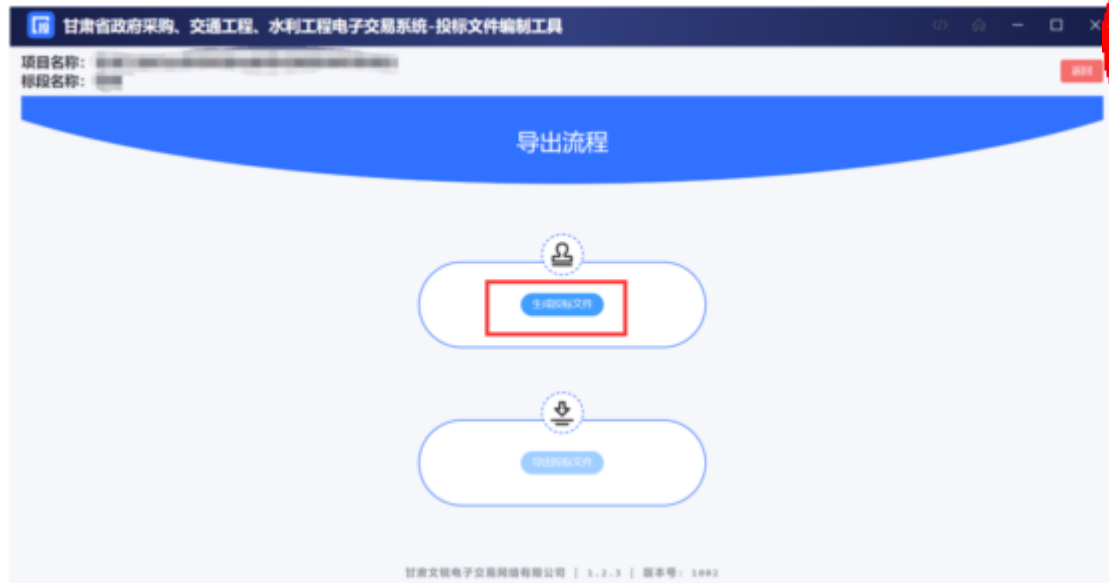 甘肃省政府采购、交通工程、水利工程电子交易系统-投标文件编制工具
项目名称：
标段名称：
返回
导出流程
生成投标文件
导出投标文件
甘肃文锐电子交易网络有限公司 | 1.2.3 | 版本号: 1002